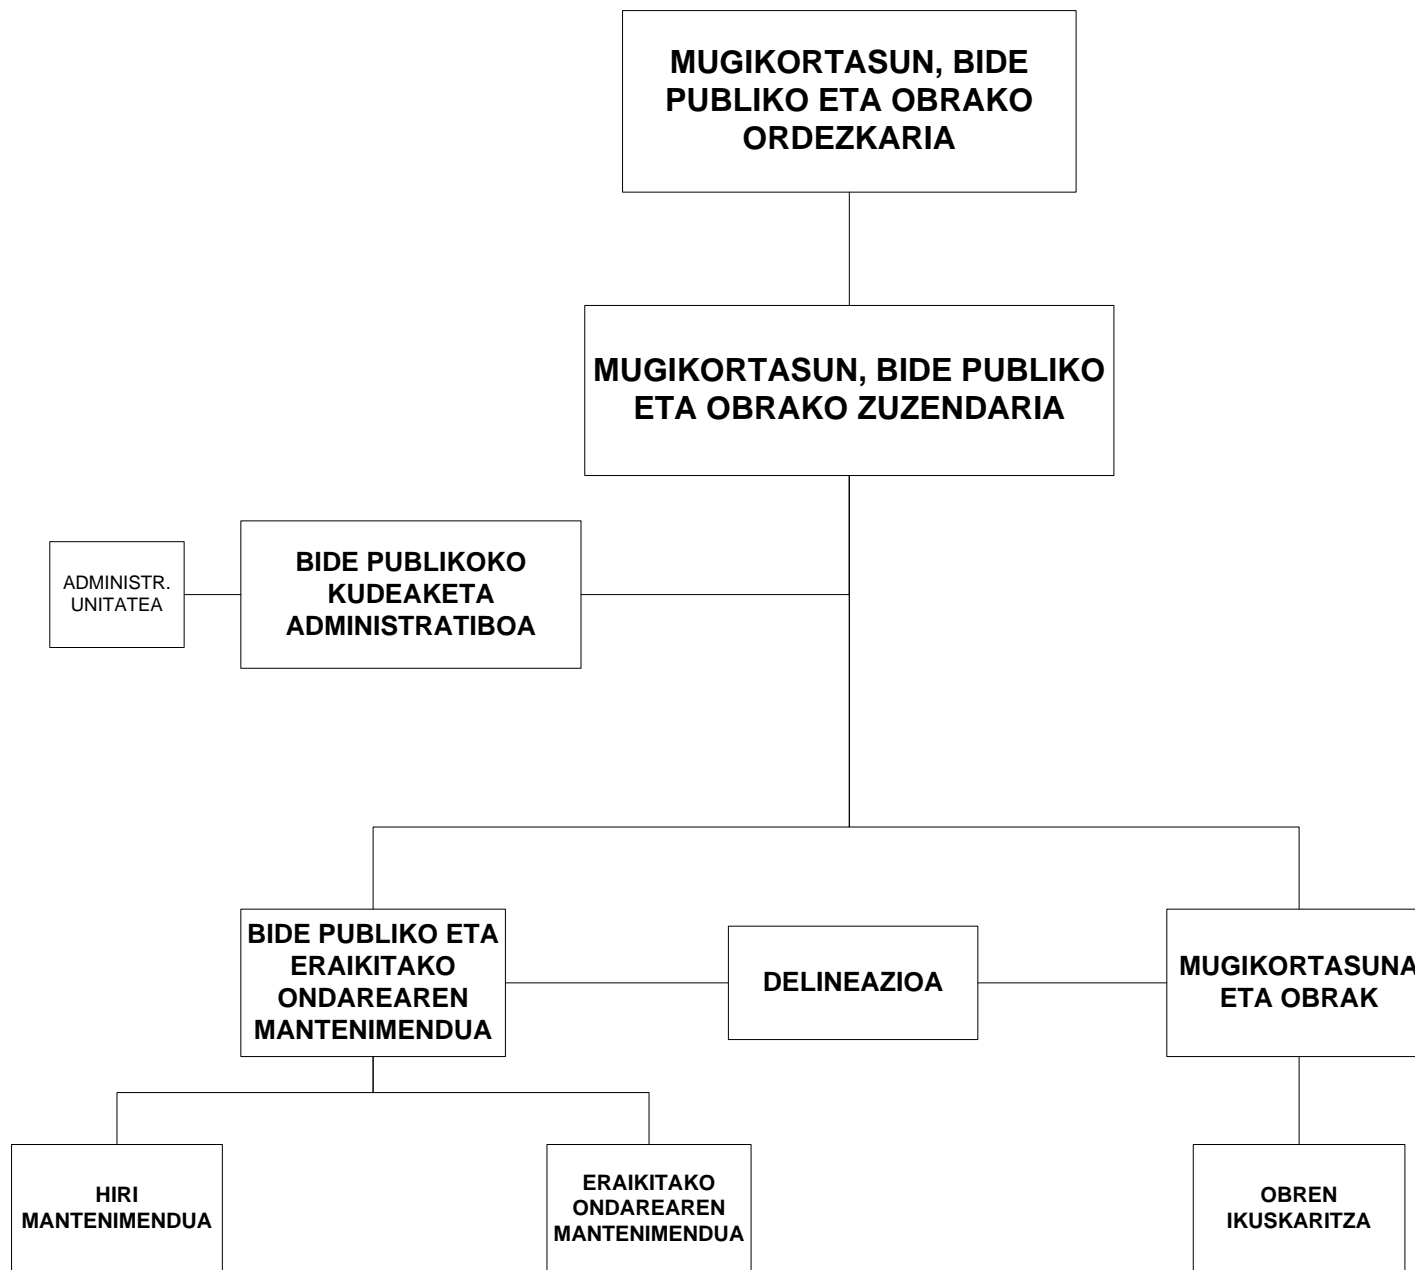 MUGIKORTASUN, BIDE
PUBLIKO ETA OBRAKO
ORDEZKARIA
MUGIKORTASUN, BIDE PUBLIKO
ETA OBRAKO ZUZENDARIA
ADMINISTR.
UNITATEA
BIDE PUBLIKOKO
KUDEAKETA
ADMINISTRATIBOA
BIDE PUBLIKO ETA
ERAIKITAKO
ONDAREAREN
MANTENIMENDUA
DELINEAZIOA
MUGIKORTASUNA
ETA OBRAK
HIRI
MANTENIMENDUA
ERAIKITAKO
ONDAREAREN
MANTENIMENDUA
OBREN
IKUSKARITZA